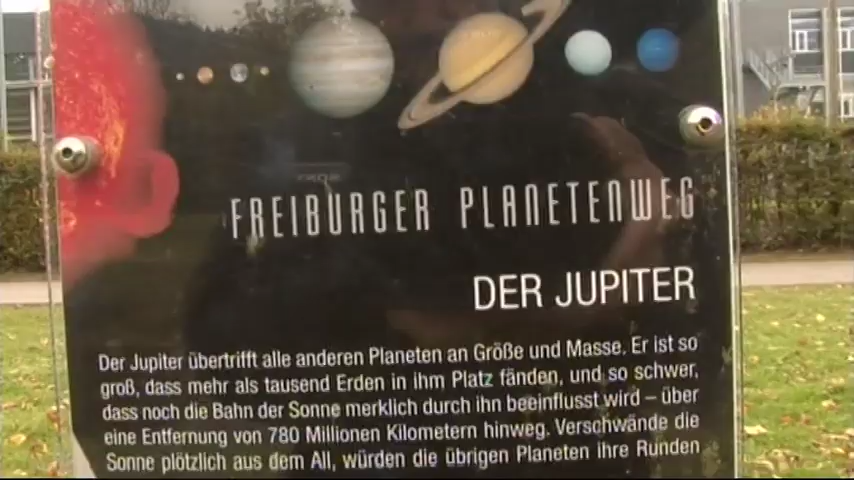 FREIBURGER PLANETENWEG
DER JUPITER
Der Jupiter übertrifft alle anderen Planeten an Größe und Masse. Er ist so
groß, dass mehr als tausend Erden in ihm Platz fänden, und so schwer,
dass noch die Bahn der Sonne merklich durch ihn beeinflusst wird – über
eine Entfernung von 780 Millionen Kilometern hinweg. Verschwände die
Sonne plötzlich aus dem All, würden die übrigen Planeten ihre Runden